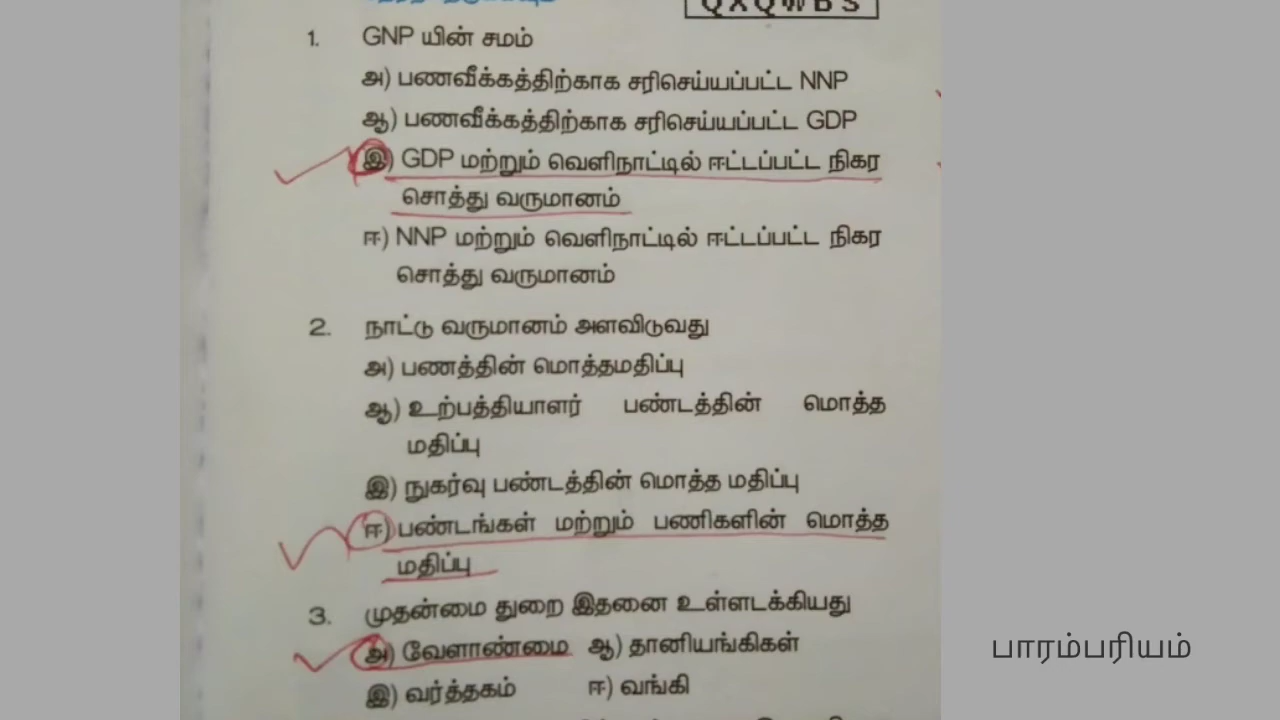 QXQWBS
1. GNP யின் சமம்
அ) பணவீக்கத்திற்காக சரிசெய்யப்பட்ட NNP
ஆ) பணவீக்கத்திற்காக சரிசெய்யப்பட்ட GDP
இ) GDP மற்றும் வெளிநாட்டில் ஈட்டப்பட்ட நிகர
சொத்து வருமானம்
ஈ) NNP மற்றும் வெளிநாட்டில் ஈட்டப்பட்ட நிகர
சொத்து வருமானம்
2. நாட்டு வருமானம் அளவிடுவது
அ) பணத்தின் மொத்தமதிப்பு
ஆ) உற்பத்தியாளர் பண்டத்தின் மொத்த
மதிப்பு
இ) நுகர்வு பண்டத்தின் மொத்த மதிப்பு
ஈ) பண்டங்கள் மற்றும் பணிகளின் மொத்த
மதிப்பு
3. முதன்மை துறை இதனை உள்ளடக்கியது
அ) வேளாண்மை ஆ) தானியங்கிகள்
இ) வர்த்தகம் ஈ) வங்கி
பாரம்பரியம்